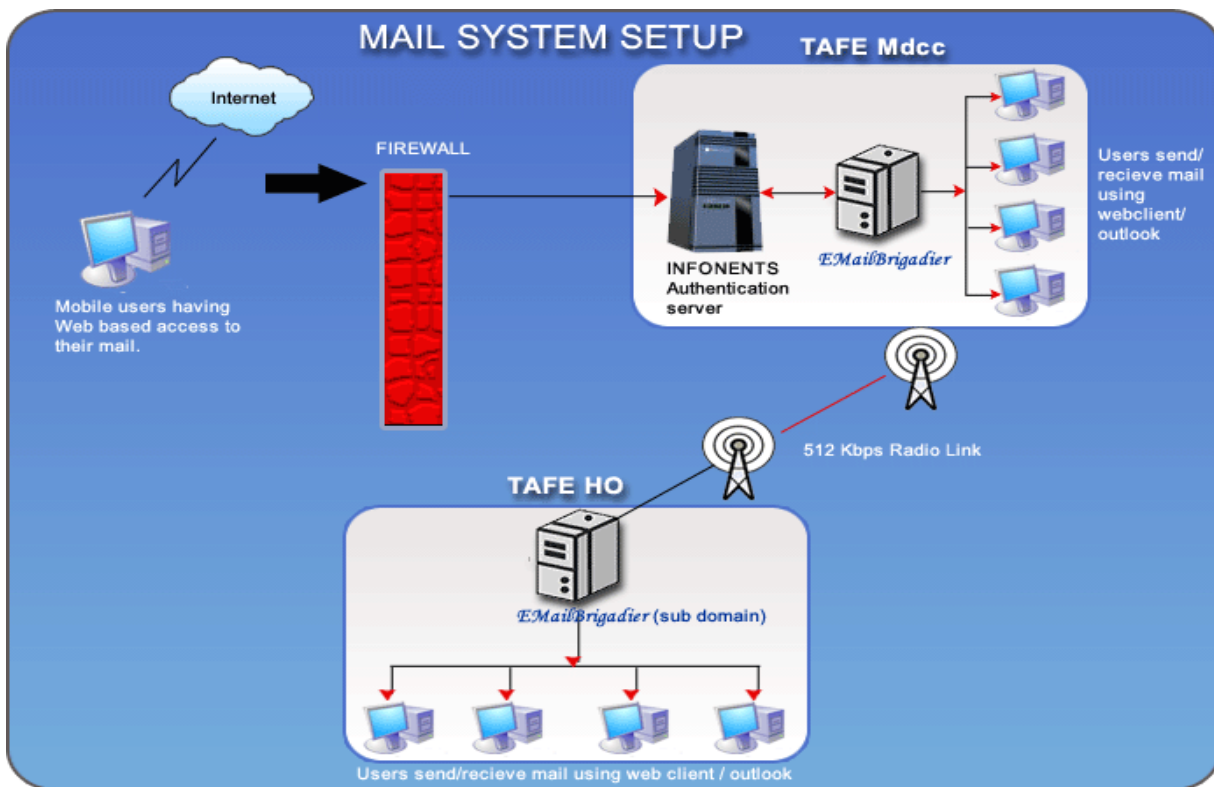 MAIL SYSTEM SETUP
TAFE Mdcc
Internet
FIREWALL
Mobile users having
Web based access to
their mail.
INFONENTS
Authentication
server
EMailBrigadier
Users send/
recieve mail
using
webclient/
outlook
512 Kbps Radio Link
TAFE HO
EMailBrigadier (sub domain)
Users send/recieve mail using web client / outlook